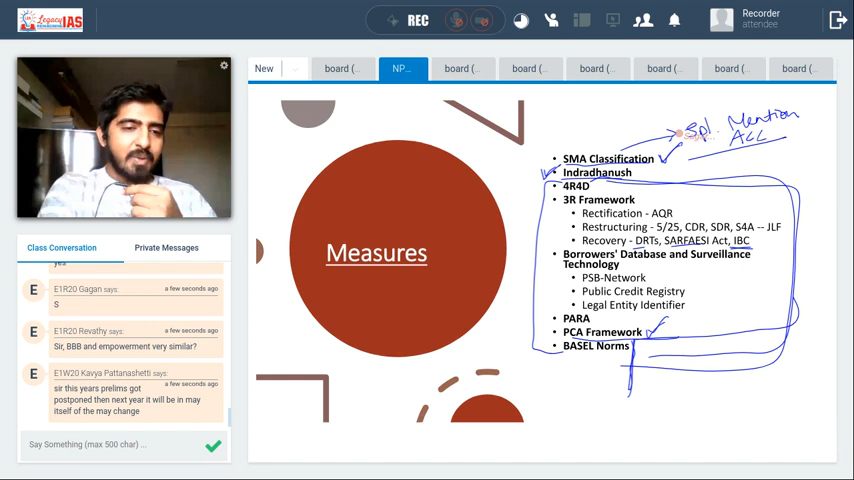 Legacy
IAS
REC
Recorder
attendee
New
board (..
NP...
board (...
board (...
board (...
board (...
board (...
board (...
Measures
Spl. Mention
Acc
• SMA Classification
• Indradhanush
• 4R4D
• 3R Framework
• Rectification - AQR
• Restructuring - 5/25, CDR, SDR, S4A -- JLF
• Recovery - DRTs, SARFAESI Act, IBC
• Borrowers' Database and Surveillance
Technology
• PSB-Network
• Public Credit Registry
• Legal Entity Identifier
• PARA
• PCA Framework
• BASEL Norms
Class Conversation
Private Messages
yes
E
E1R20 Gagan says:
a few seconds ago
S
E
E1R20 Revathy says:
a few seconds ago
Sir, BBB and empowerment very similar?
E
E1W20 Kavya Pattanashetti says:
a few seconds ago
sir this years prelims got
postponed then next year it will be in may
itself of the may change
Say Something (max 500 char) ...